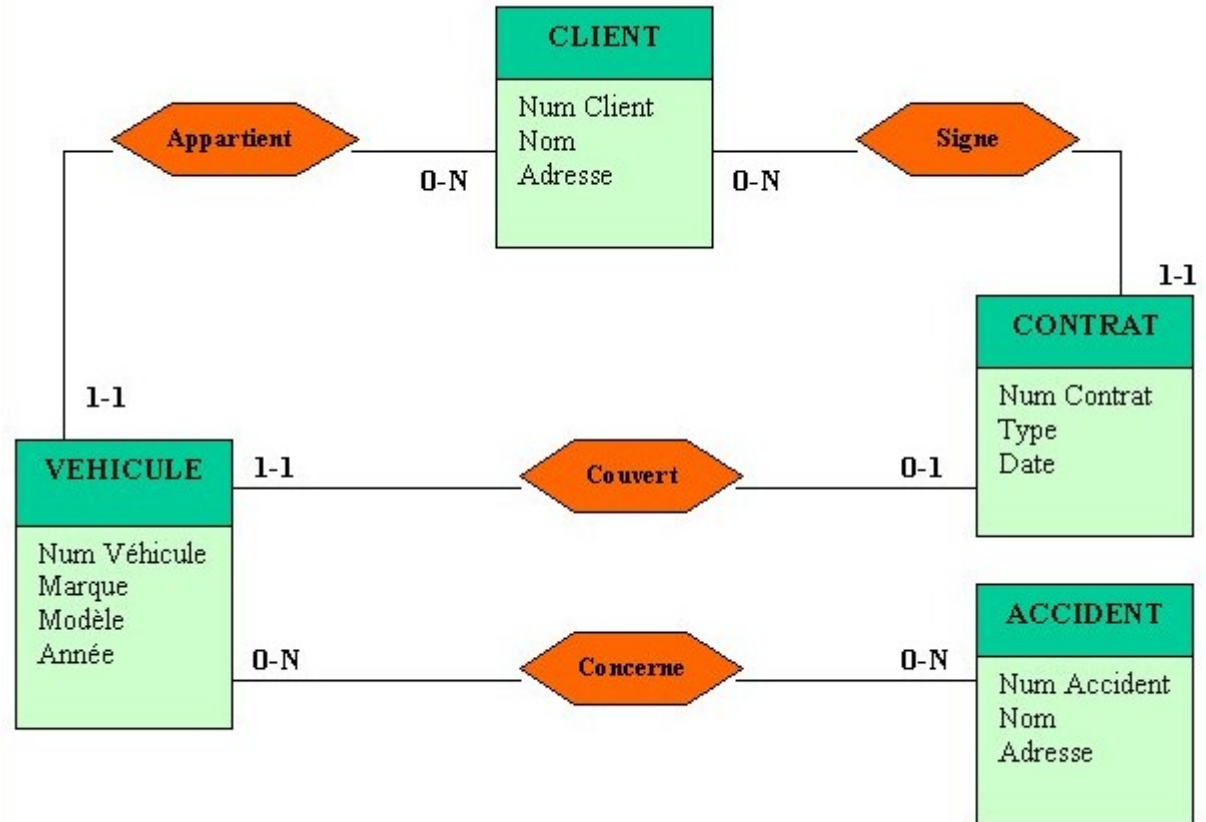 CLIENT
Num Client
Nom
Adresse
Appartient
0-N
0-N
Signe
1-1
CONTRAT
Num Contrat
Type
Date
1-1
VEHICULE
Num Véhicule
Marque
Modèle
Année
1-1
Couvert
0-1
0-N
Concerne
0-N
ACCIDENT
Num Accident
Nom
Adresse